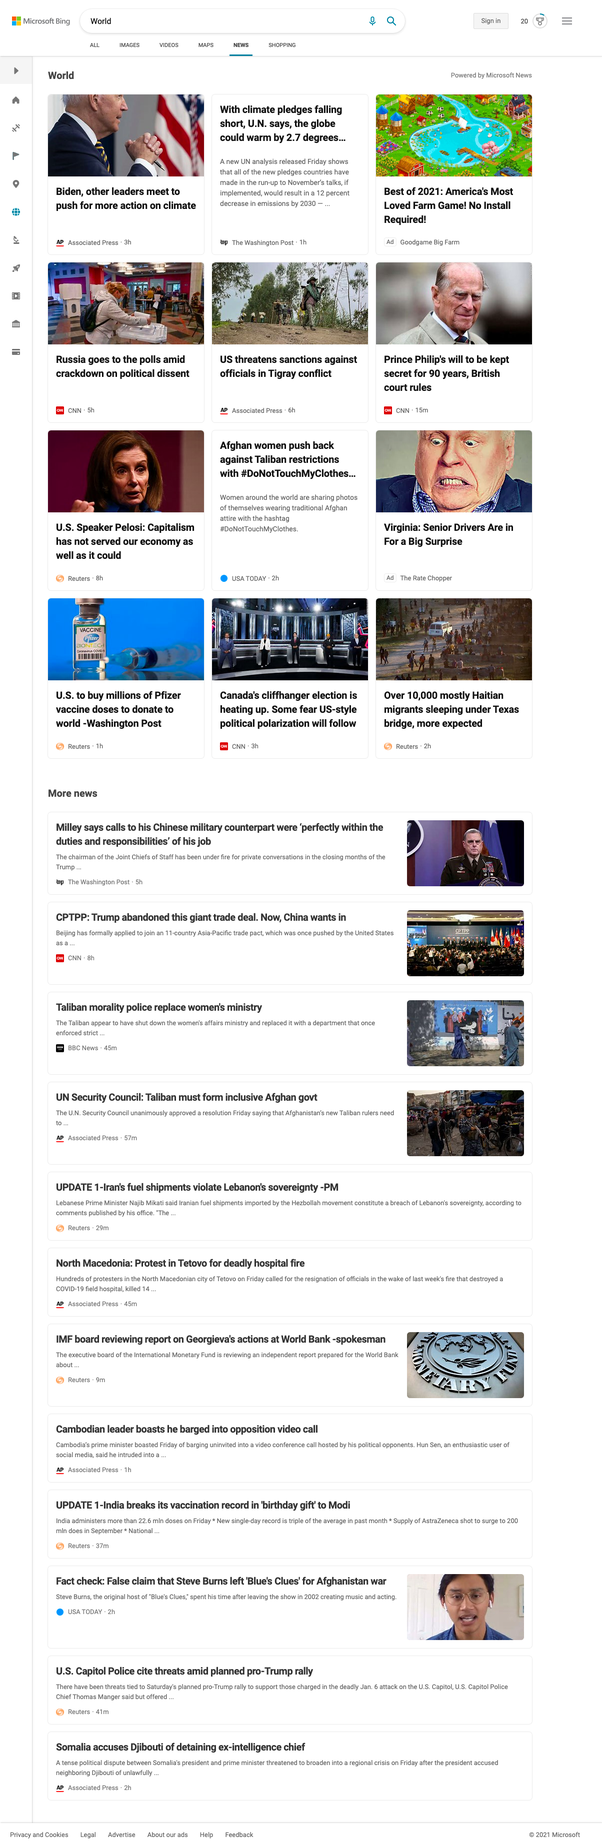 Microsoft Bing
World
Sign in
20
ALL IMAGES VIDEOS MAPS NEWS SHOPPING
World
Powered by Microsoft News
Biden, other leaders meet to
push for more action on climate
AP Associated Press · 3h
With climate pledges falling
short, U.N. says, the globe
could warm by 2.7 degrees...
A new UN analysis released Friday shows
that all of the new pledges countries have
made in the run-up to November's talks, if
implemented, would result in a 12 percent
decrease in emissions by 2030 — ...
wp The Washington Post · 1h
Best of 2021: America's Most
Loved Farm Game! No Install
Required!
Ad Goodgame Big Farm
Russia goes to the polls amid
crackdown on political dissent
CNN CNN · 5h
US threatens sanctions against
officials in Tigray conflict
AP Associated Press · 6h
Prince Philip's will to be kept
secret for 90 years, British
court rules
CNN CNN · 15m
U.S. Speaker Pelosi: Capitalism
has not served our economy as
well as it could
Reuters · 8h
Afghan women push back
against Taliban restrictions
with #DoNotTouchMyClothes...
Women around the world are sharing photos
of themselves wearing traditional Afghan
attire with the hashtag
#DoNotTouchMyClothes.
USA TODAY · 2h
Virginia: Senior Drivers Are in
For a Big Surprise
Ad The Rate Chopper
VACCINE
U.S. to buy millions of Pfizer
vaccine doses to donate to
world -Washington Post
Reuters · 1h
Canada's cliffhanger election is
heating up. Some fear US-style
political polarization will follow
CNN CNN · 3h
Over 10,000 mostly Haitian
migrants sleeping under Texas
bridge, more expected
Reuters · 2h
More news
Milley says calls to his Chinese military counterpart were 'perfectly within the
duties and responsibilities' of his job
The chairman of the Joint Chiefs of Staff has been under fire for private conversations in the closing months of the
Trump ...
wp The Washington Post · 5h
CPTPP: Trump abandoned this giant trade deal. Now, China wants in
Beijing has formally applied to join an 11-country Asia-Pacific trade pact, which was once pushed by the United States
as a ...
CNN CNN · 8h
CPTPP
Taliban morality police replace women's ministry
The Taliban appear to have shut down the women's affairs ministry and replaced it with a department that once
enforced strict ...
BBC News · 45m
UN Security Council: Taliban must form inclusive Afghan govt
The U.N. Security Council unanimously approved a resolution Friday saying that Afghanistan's new Taliban rulers need
to ...
AP Associated Press · 57m
UPDATE 1-Iran's fuel shipments violate Lebanon's sovereignty -PM
Lebanese Prime Minister Najib Mikati said Iranian fuel shipments imported by the Hezbollah movement constitute a breach of Lebanon's sovereignty, according to
comments published by his office. "The ...
Reuters · 29m
North Macedonia: Protest in Tetovo for deadly hospital fire
Hundreds of protesters in the North Macedonian city of Tetovo on Friday called for the resignation of officials in the wake of last week's fire that destroyed a
COVID-19 field hospital, killed 14 ...
AP Associated Press · 45m
IMF board reviewing report on Georgieva's actions at World Bank -spokesman
The executive board of the International Monetary Fund is reviewing an independent report prepared for the World Bank
about ...
Reuters · 9m
MONETARY FUND
Cambodian leader boasts he barged into opposition video call
Cambodia's prime minister boasted Friday of barging uninvited into a video conference call hosted by his political opponents. Hun Sen, an enthusiastic user of
social media, said he intruded into a ...
AP Associated Press · 1h
UPDATE 1-India breaks its vaccination record in 'birthday gift' to Modi
India administers more than 22.6 mln doses on Friday * New single-day record is triple of the average in past month * Supply of AstraZeneca shot to surge to 200
mln does in September * National ...
Reuters · 37m
Fact check: False claim that Steve Burns left 'Blue's Clues' for Afghanistan war
Steve Burns, the original host of "Blue's Clues," spent his time after leaving the show in 2002 creating music and acting.
USA TODAY · 2h
U.S. Capitol Police cite threats amid planned pro-Trump rally
There have been threats tied to Saturday's planned pro-Trump rally to support those charged in the deadly Jan. 6 attack on the U.S. Capitol, U.S. Capitol Police
Chief Thomas Manger said but offered ...
Reuters · 41m
Somalia accuses Djibouti of detaining ex-intelligence chief
A tense political dispute between Somalia's president and prime minister threatened to broaden into a regional crisis on Friday after the president accused
neighboring Djibouti of unlawfully ...
AP Associated Press · 2h
Privacy and Cookies Legal Advertise About our ads Help Feedback © 2021 Microsoft